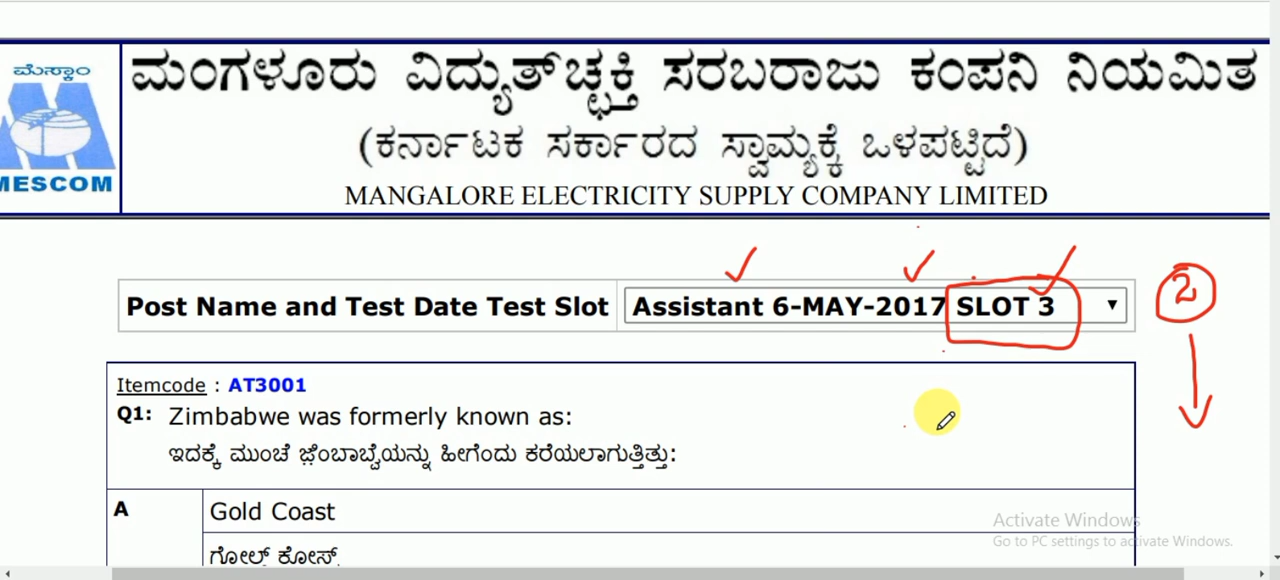 ಮೆಸ್ಕಾಂ
MESCOM
ಮಂಗಳೂರು ವಿದ್ಯುತ್‌ಚ್ಛಕ್ತಿ ಸರಬರಾಜು ಕಂಪನಿ ನಿಯಮಿತ
(ಕರ್ನಾಟಕ ಸರ್ಕಾರದ ಸ್ವಾಮ್ಯಕ್ಕೆ ಒಳಪಟ್ಟಿದೆ)
MANGALORE ELECTRICITY SUPPLY COMPANY LIMITED
Post Name and Test Date Test Slot Assistant 6-MAY-2017 SLOT 3
2
Itemcode : AT3001
Q1: Zimbabwe was formerly known as:
ಇದಕ್ಕೆ ಮುಂಚೆ ಜ಼ೆಂಬಾಬ್ವೆಯನ್ನು ಹೀಗೆಂದು ಕರೆಯಲಾಗುತ್ತಿತ್ತು:
A Gold Coast
ಗೋಲ್ಡ್ ಕೋಸ್ಟ್
Activate Windows
Go to PC settings to activate Windows.